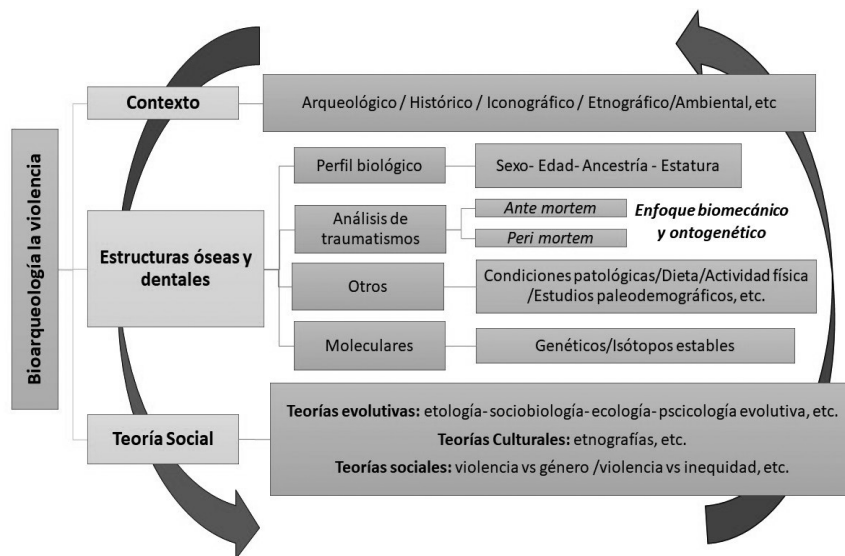 Bioarqueología la violencia
Contexto
Arqueológico / Histórico / Iconográfico / Etnográfico/Ambiental, etc
Estructuras óseas y
dentales
Perfil biológico
Sexo- Edad- Ancestría - Estatura
Análisis de
traumatismos
Ante mortem
Peri mortem
Enfoque biomecánico
y ontogenético
Otros
Condiciones patológicas/Dieta/Actividad física
/Estudios paleodemográficos, etc.
Moleculares
Genéticos/Isótopos estables
Teoría Social
Teorías evolutivas: etología- sociobiología- ecología- pscicología evolutiva, etc.
Teorías Culturales: etnografías, etc.
Teorías sociales: violencia vs género /violencia vs inequidad, etc.